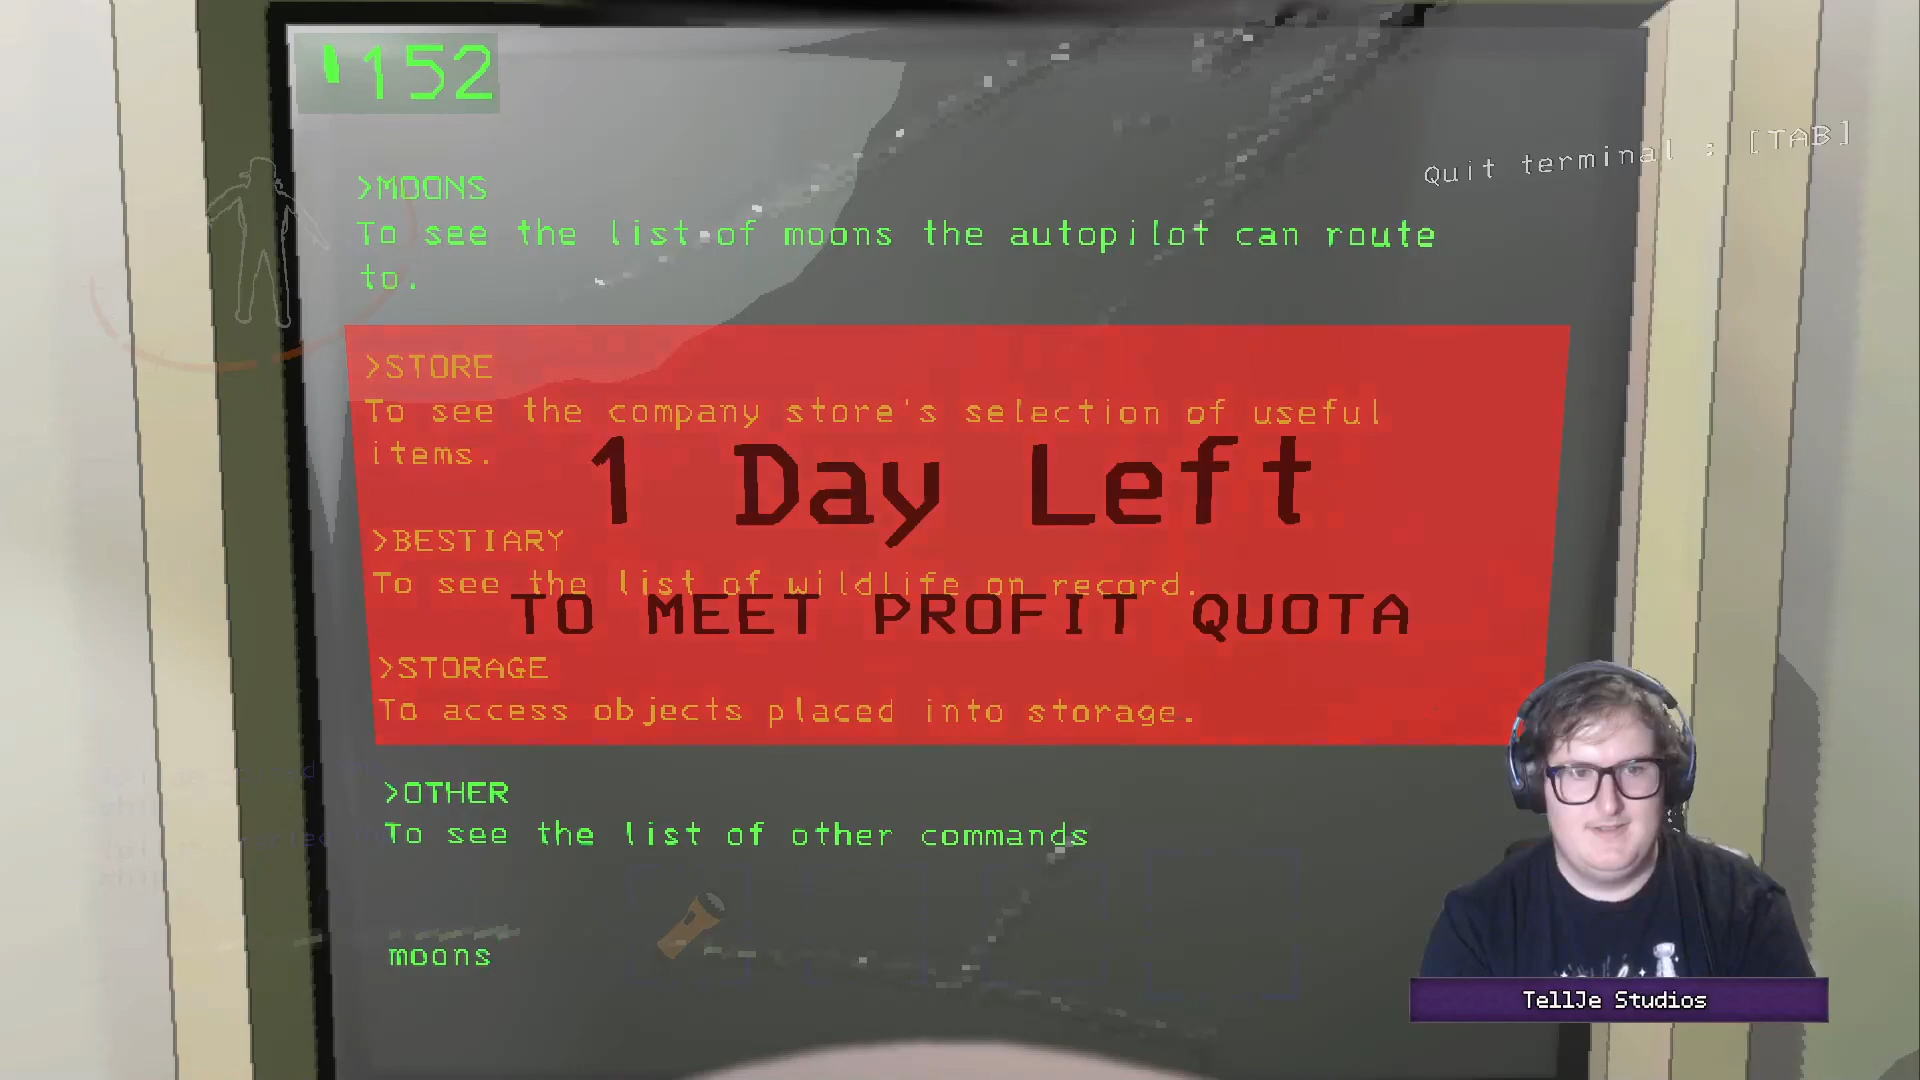 152
Quit terminal : [TAB]
>MOONS
To see the list of moons the autopilot can route
to.
>STORE
To see the company store's selection of useful
items.
1 Day Left
>BESTIARY
To see the list of wildlife on record.
TO MEET PROFIT QUOTA
>STORAGE
To access objects placed into storage.
>OTHER
To see the list of other commands
moons
TellJe Studios